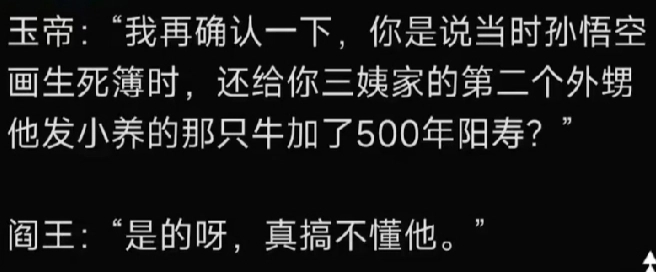 玉帝：“我再确认一下，你是说当时孙悟空
画生死簿时，还给你三姨家的第二个外甥
他发小养的那只牛加了500年阳寿？”
阎王：“是的呀，真搞不懂他。”